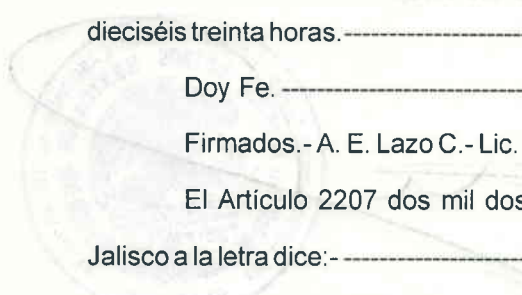 dieciséis treinta horas.-----------------------
Doy Fe. --------------------------------
Firmados.- A. E. Lazo C.- Lic.
El Artículo 2207 dos mil dos
Jalisco a la letra dice:- -----------------------